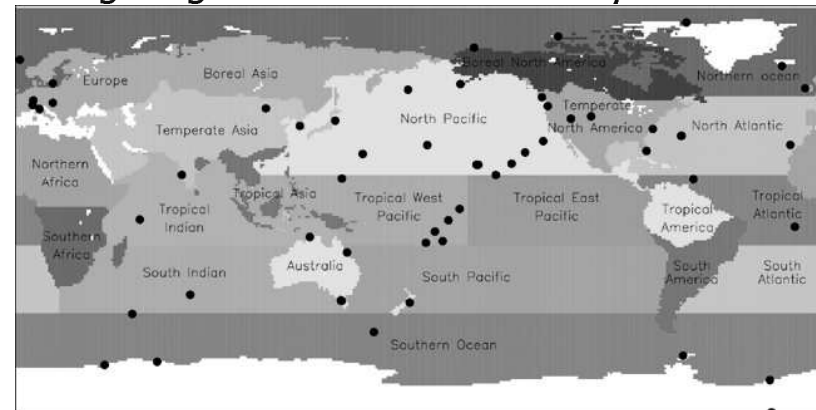 Boreal North America
Europe
Boreal Asia
Northern ocean
Temperate
North America
North Pacific
Temperate Asia
North Atlantic
Northern
Africa
Tropical Asia
Tropical West
Pacific
Tropical East
Pacific
Tropical
Indian
Tropical
America
Tropical
Atlantic
Southern
Africa
South Indian
Australia
South Pacific
South
America
South
Atlantic
Southern Ocean